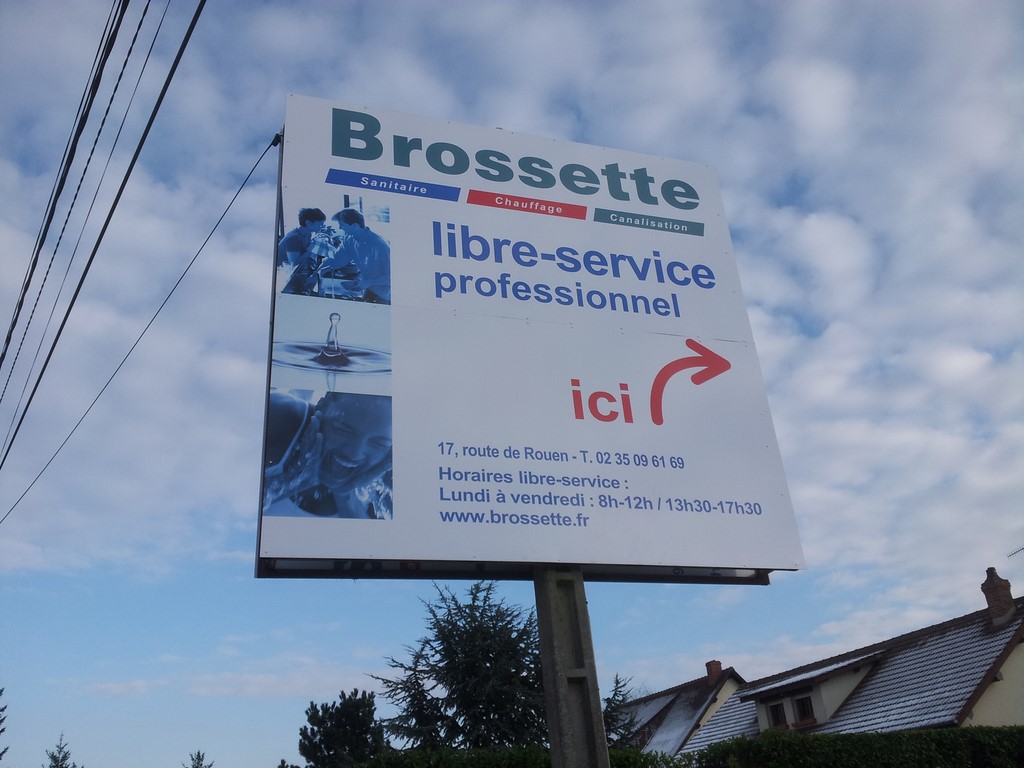 Brossette
Sanitaire Chauffage Canalisation
libre-service
professionnel
ici
17, route de Rouen - T. 02 35 09 61 69
Horaires libre-service :
Lundi à vendredi : 8h-12h / 13h30-17h30
www.brossette.fr